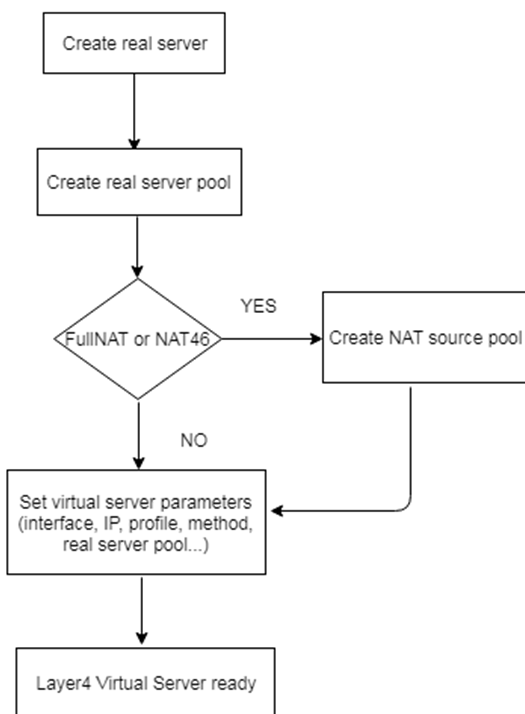 Create real server
Create real server pool
FullNAT or NAT46
YES
Create NAT source pool
NO
Set virtual server parameters
(interface, IP, profile, method,
real server pool...)
Layer4 Virtual Server ready